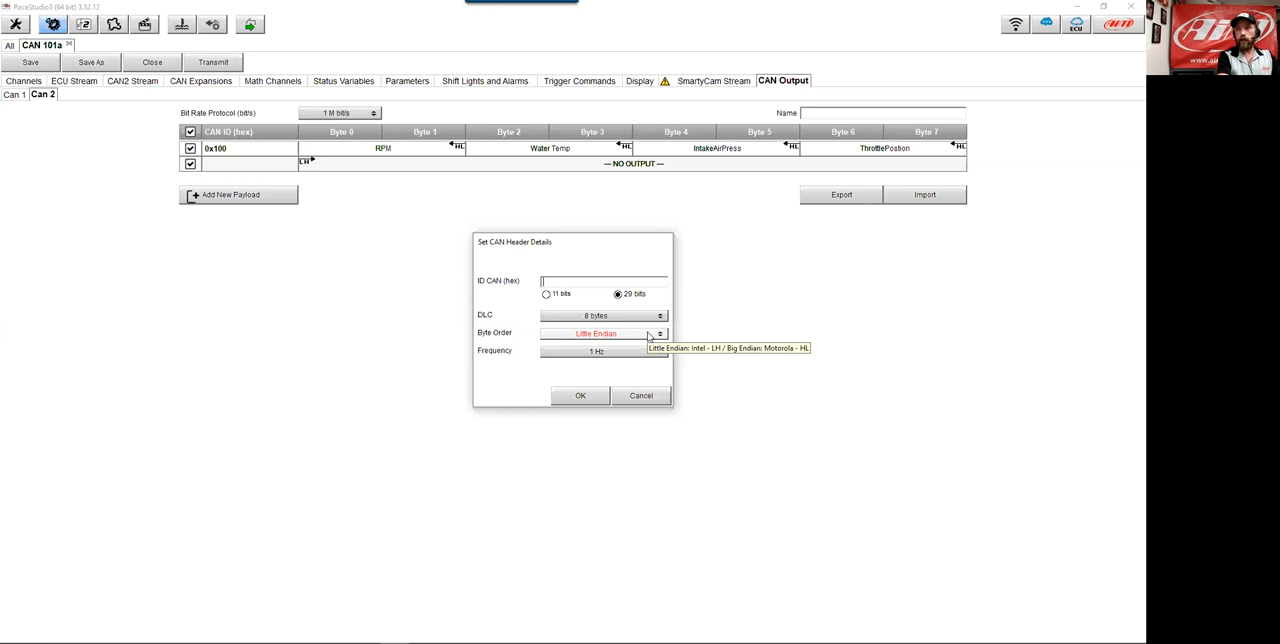 RaceStudio3 (64 bit) 3.32.12
ECU AiM
All CAN 101a
Save Save As Close Transmit
Channels ECU Stream CAN2 Stream CAN Expansions Math Channels Status Variables Parameters Shift Lights and Alarms Trigger Commands Display SmartyCam Stream CAN Output
Can 1 Can 2
Bit Rate Protocol (bit/s) 1 M bit/s Name
CAN ID (hex) Byte 0 Byte 1 Byte 2 Byte 3 Byte 4 Byte 5 Byte 6 Byte 7
0x100 RPM HL Water Temp HL IntakeAirPress HL ThrottlePostion HL
LH --- NO OUTPUT ---
Add New Payload Export Import
Set CAN Header Details
ID CAN (hex)
11 bits 29 bits
DLC 8 bytes
Byte Order Little Endian
Little Endian: Intel - LH / Big Endian: Motorola - HL
Frequency 1 Hz
OK Cancel